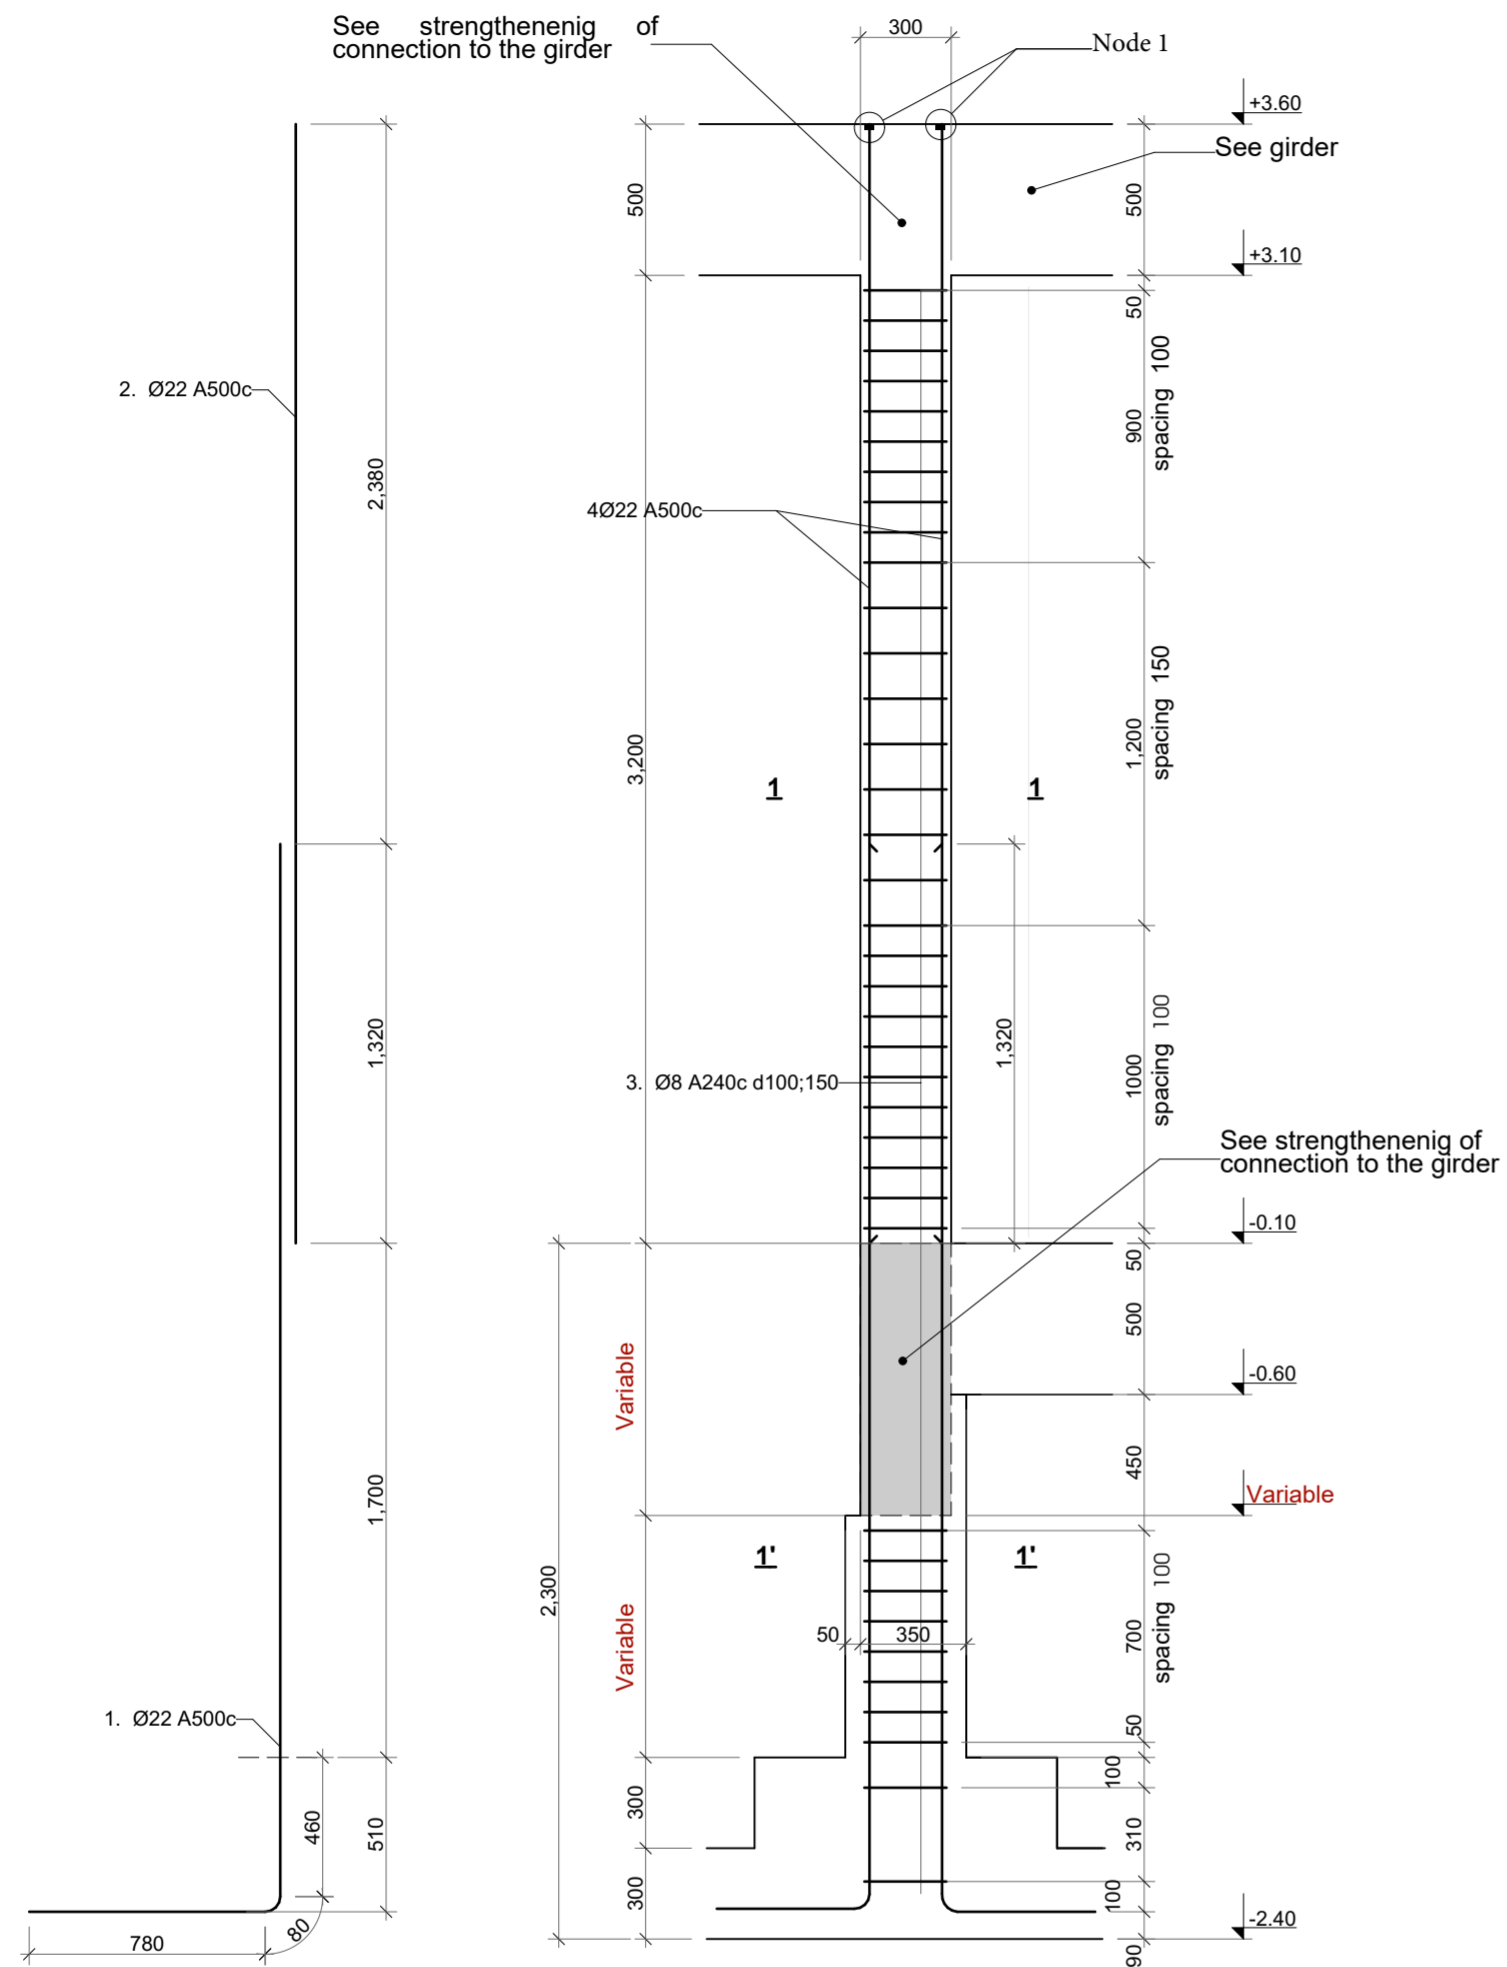 See strengthenenig of
connection to the girder
300
Node 1
+3.60
See girder
500
500
+3.10
50
2. Ø22 A500c
900
spacing 100
2,380
4Ø22 A500c
3,200
1,200
spacing 150
1
1
1,320
1,320
1000
spacing 100
3. Ø8 A240c d100;150
See strengthenenig of
connection to the girder
-0.10
50
500
-0.60
Variable
450
1,700
Variable
1'
1'
2,300
Variable
50
350
700
spacing 100
1. Ø22 A500c
50
100
300
460
510
310
300
100
80
780
-2.40
90